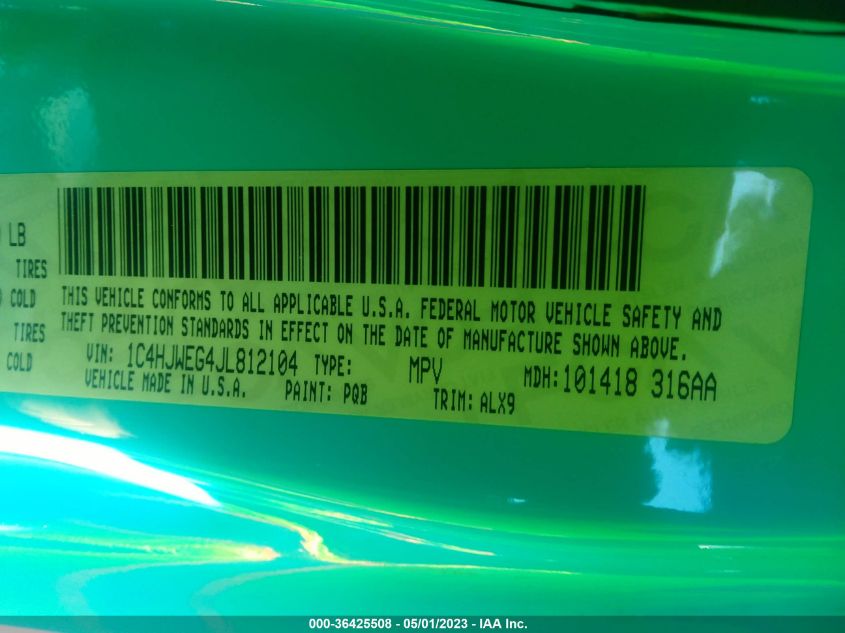 LB
TIRES
COLD
TIRES
COLD
THIS VEHICLE CONFORMS TO ALL APPLICABLE U.S.A. FEDERAL MOTOR VEHICLE SAFETY AND
THEFT PREVENTION STANDARDS IN EFFECT ON THE DATE OF MANUFACTURE SHOWN ABOVE.
VIN: 1C4HJWEG4JL812104 TYPE: MPV MDH: 101418 316AA
VEHICLE MADE IN U.S.A. PAINT: PQB TRIM: ALX9
000-36425508 - 05/01/2023 - IAA Inc.